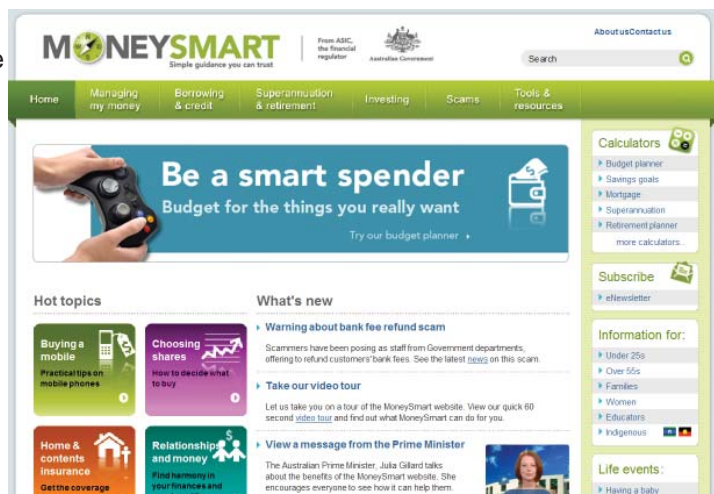 e
MONEYSMART
Simple guidance you can trust
From ASIC,
the financial
regulator
Australian Government
About us Contact us
Search
Home
Managing
my money
Borrowing
& credit
Superannuation
& retirement
Investing
Scams
Tools &
resources
Be a smart spender
Budget for the things you really want
Try our budget planner
Hot topics
Buying a
mobile
Practical tips on
mobile phones
Choosing
shares
How to decide what
to buy
Home &
contents
insurance
Get the coverage
Relationships
and money
Find harmony in
your finances and
What's new
Warning about bank fee refund scam
Scammers have been posing as staff from Government departments,
offering to refund customers' bank fees. See the latest news on this scam.
Take our video tour
Let us take you on a tour of the MoneySmart website. View our quick 60
second video tour and find out what MoneySmart can do for you.
View a message from the Prime Minister
The Australian Prime Minister, Julia Gillard talks
about the benefits of the MoneySmart website. She
encourages everyone to see how it can help them.
Calculators
Budget planner
Savings goals
Mortgage
Superannuation
Retirement planner
more calculators...
Subscribe
eNewsletter
Information for:
Under 25s
Over 55s
Families
Women
Educators
Indigenous
Life events:
Having a baby